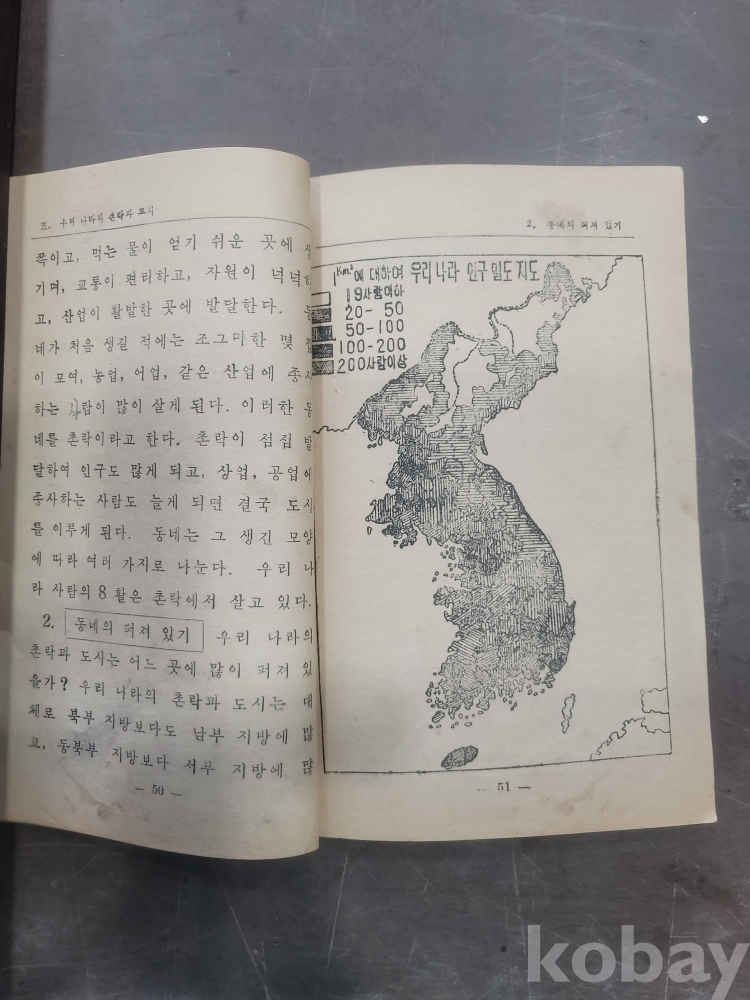 五. 우리 나라의 촌락과 도시
쪽이고, 먹는 물이 얻기 쉬운 곳에 생
기며, 교통이 편리하고, 자원이 넉넉하
고, 산업이 활발한 곳에 발달한다.
네가 처음 생길 적에는 조그마한 몇 집
이 모여, 농업, 어업, 같은 산업에 종사
하는 사람이 많이 살게 된다. 이러한 동
네를 촌락이라고 한다. 촌락이 점점 발
달하여 인구도 많게 되고, 상업, 공업에
종사하는 사람도 늘게 되면 결국 도시
를 이루게 된다. 동네는 그 생긴 모양
에 따라 여러 가지로 나눈다. 우리 나
라 사람의 8 활은 촌락에서 살고 있다.
2. 동네의 퍼져 있기 우리 나라의
촌락과 도시는 어느 곳에 많이 퍼져 있
을가? 우리 나라의 촌락과 도시는 대
체로 북부 지방보다도 남부 지방에 많
고, 동북부 지방보다 서부 지방에 많
— 50 —
2. 동네의 퍼져 있기
1Km²에 대하여 우리 나라 인구 밀도 지도
19사람이하
20- 50
50-100
100-200
200사람이상
— 51 —
kobay